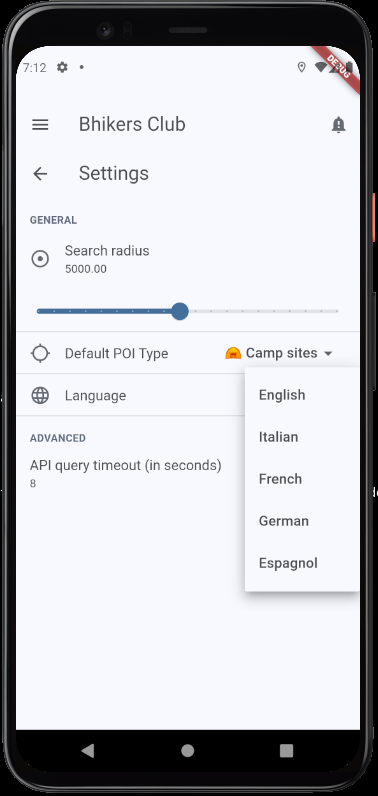 7:12
DEBUG
Bhikers Club
Settings
GENERAL
Search radius
5000.00
Default POI Type
Camp sites
Language
English
Italian
French
German
Espagnol
ADVANCED
API query timeout (in seconds)
8